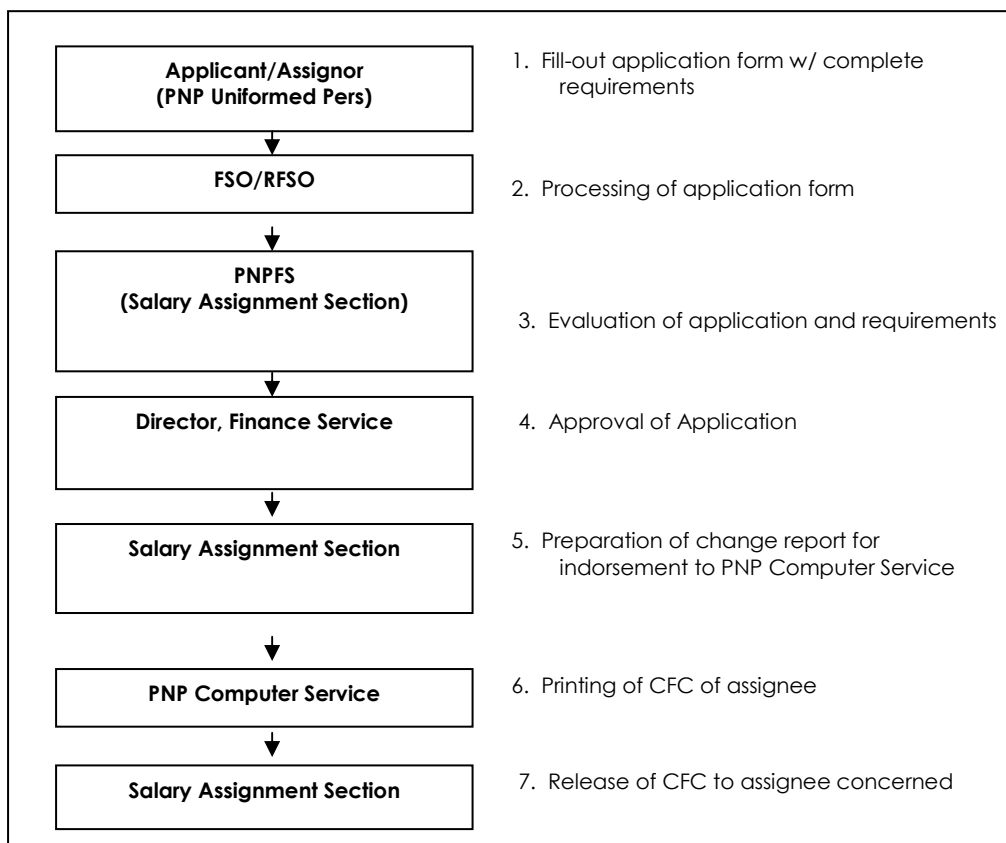 Applicant/Assignor
(PNP Uniformed Pers)
1. Fill-out application form w/ complete
requirements
FSO/RFSO
2. Processing of application form
PNPFS
(Salary Assignment Section)
3. Evaluation of application and requirements
Director, Finance Service
4. Approval of Application
Salary Assignment Section
5. Preparation of change report for
indorsement to PNP Computer Service
PNP Computer Service
6. Printing of CFC of assignee
Salary Assignment Section
7. Release of CFC to assignee concerned